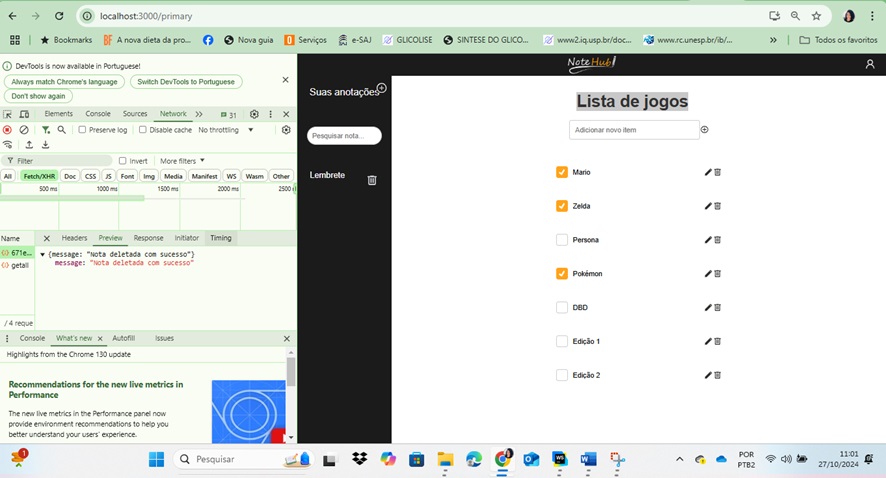 localhost:3000/primary
Bookmarks
A nova dieta da pro...
Nova guia
Serviços
e-SAJ
GLICOLISE
SINTESE DO GLICO...
www2.iq.usp.br/doc...
www.rc.unesp.br/ib/...
»
Todos os favoritos
DevTools is now available in Portuguese!
Always match Chrome's language
Switch DevTools to Portuguese
Don't show again
Elements
Console
Sources
Network
»
31
Preserve log
Disable cache
No throttling
Filter
Invert
More filters
All
Fetch/XHR
Doc
CSS
JS
Font
Img
Media
Manifest
WS
Wasm
Other
500 ms
1000 ms
1500 ms
2000 ms
2500
Name
Headers
Preview
Response
Initiator
Timing
671e...
getall
{message: "Nota deletada com sucesso"}
message: "Nota deletada com sucesso"
/ 4 reque
Console
What's new
Autofill
Issues
Highlights from the Chrome 130 update
Recommendations for the new live metrics in
Performance
The new live metrics in the Performance panel now
provide environment recommendations to help you
better understand your users' experience.
NoteHub!
Suas anotações
Pesquisar nota...
Lembrete
Lista de jogos
Adicionar novo item
Mario
Zelda
Persona
Pokémon
DBD
Edição 1
Edição 2
1
Pesquisar
POR
PTB2
11:01
27/10/2024